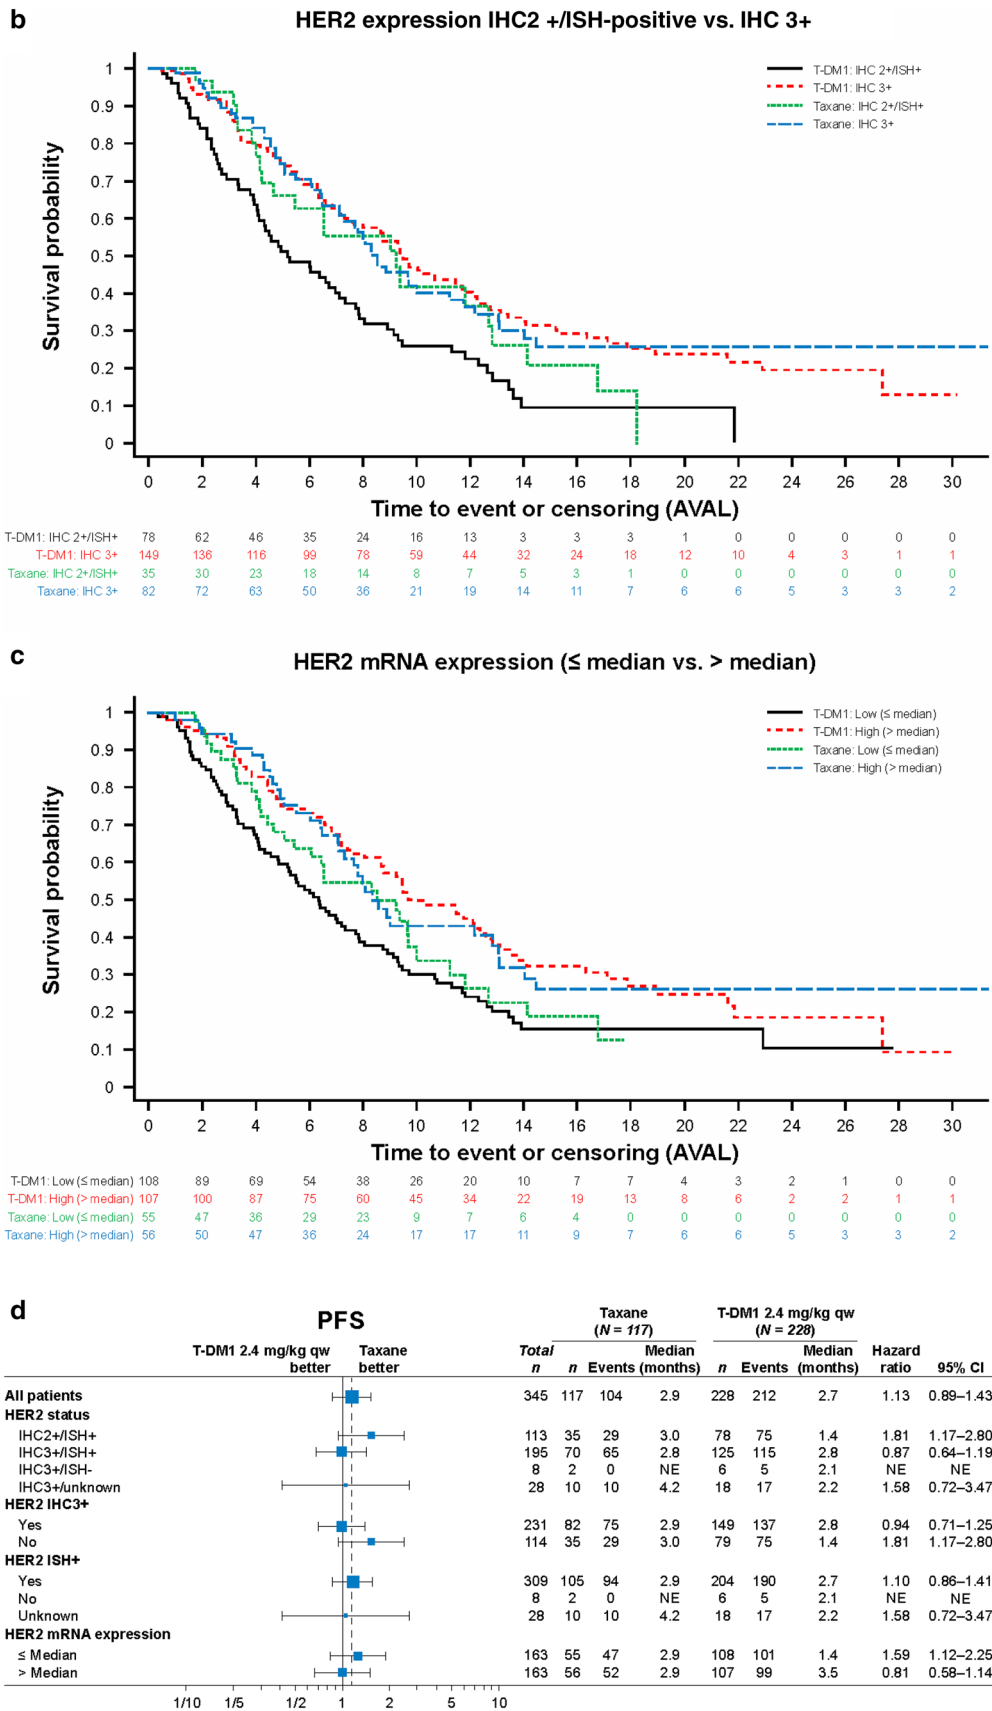 b
HER2 expression IHC2 +/ISH-positive vs. IHC 3+
T-DM1: IHC 2+/ISH+
T-DM1: IHC 3+
Taxane: IHC 2+/ISH+
Taxane: IHC 3+
Survival probability
1
0.9
0.8
0.7
0.6
0.5
0.4
0.3
0.2
0.1
0
0 2 4 6 8 10 12 14 16 18 20 22 24 26 28 30
Time to event or censoring (AVAL)
T-DM1: IHC 2+/ISH+ 78 62 46 35 24 16 13 3 3 3 1 0 0 0 0 0
T-DM1: IHC 3+ 149 136 116 99 78 59 44 32 24 18 12 10 4 3 1 1
Taxane: IHC 2+/ISH+ 35 30 23 18 14 8 7 5 3 1 0 0 0 0 0 0
Taxane: IHC 3+ 82 72 63 50 36 21 19 14 11 7 6 6 5 3 3 2
c
HER2 mRNA expression (≤ median vs. > median)
T-DM1: Low (≤ median)
T-DM1: High (> median)
Taxane: Low (≤ median)
Taxane: High (> median)
Survival probability
1
0.9
0.8
0.7
0.6
0.5
0.4
0.3
0.2
0.1
0
0 2 4 6 8 10 12 14 16 18 20 22 24 26 28 30
Time to event or censoring (AVAL)
T-DM1: Low (≤ median) 108 89 69 54 38 26 20 10 7 7 4 3 2 1 0 0
T-DM1: High (> median) 107 100 87 75 60 45 34 22 19 13 8 6 2 2 1 1
Taxane: Low (≤ median) 55 47 36 29 23 9 7 6 4 0 0 0 0 0 0 0
Taxane: High (> median) 56 50 47 36 24 17 17 11 9 7 6 6 5 3 3 2
d
PFS
Taxane T-DM1 2.4 mg/kg qw
(N = 117) (N = 228)
T-DM1 2.4 mg/kg qw Taxane Total Median Median Hazard
better better n n Events (months) n Events (months) ratio 95% CI
All patients 345 117 104 2.9 228 212 2.7 1.13 0.89–1.43
HER2 status
IHC2+/ISH+ 113 35 29 3.0 78 75 1.4 1.81 1.17–2.80
IHC3+/ISH+ 195 70 65 2.8 125 115 2.8 0.87 0.64–1.19
IHC3+/ISH- 8 2 0 NE 6 5 2.1 NE NE
IHC3+/unknown 28 10 10 4.2 18 17 2.2 1.58 0.72–3.47
HER2 IHC3+
Yes 231 82 75 2.9 149 137 2.8 0.94 0.71–1.25
No 114 35 29 3.0 79 75 1.4 1.81 1.17–2.80
HER2 ISH+
Yes 309 105 94 2.9 204 190 2.7 1.10 0.86–1.41
No 8 2 0 NE 6 5 2.1 NE NE
Unknown 28 10 10 4.2 18 17 2.2 1.58 0.72–3.47
HER2 mRNA expression
≤ Median 163 55 47 2.9 108 101 1.4 1.59 1.12–2.25
> Median 163 56 52 2.9 107 99 3.5 0.81 0.58–1.14
1/10 1/5 1/2 1 2 5 10